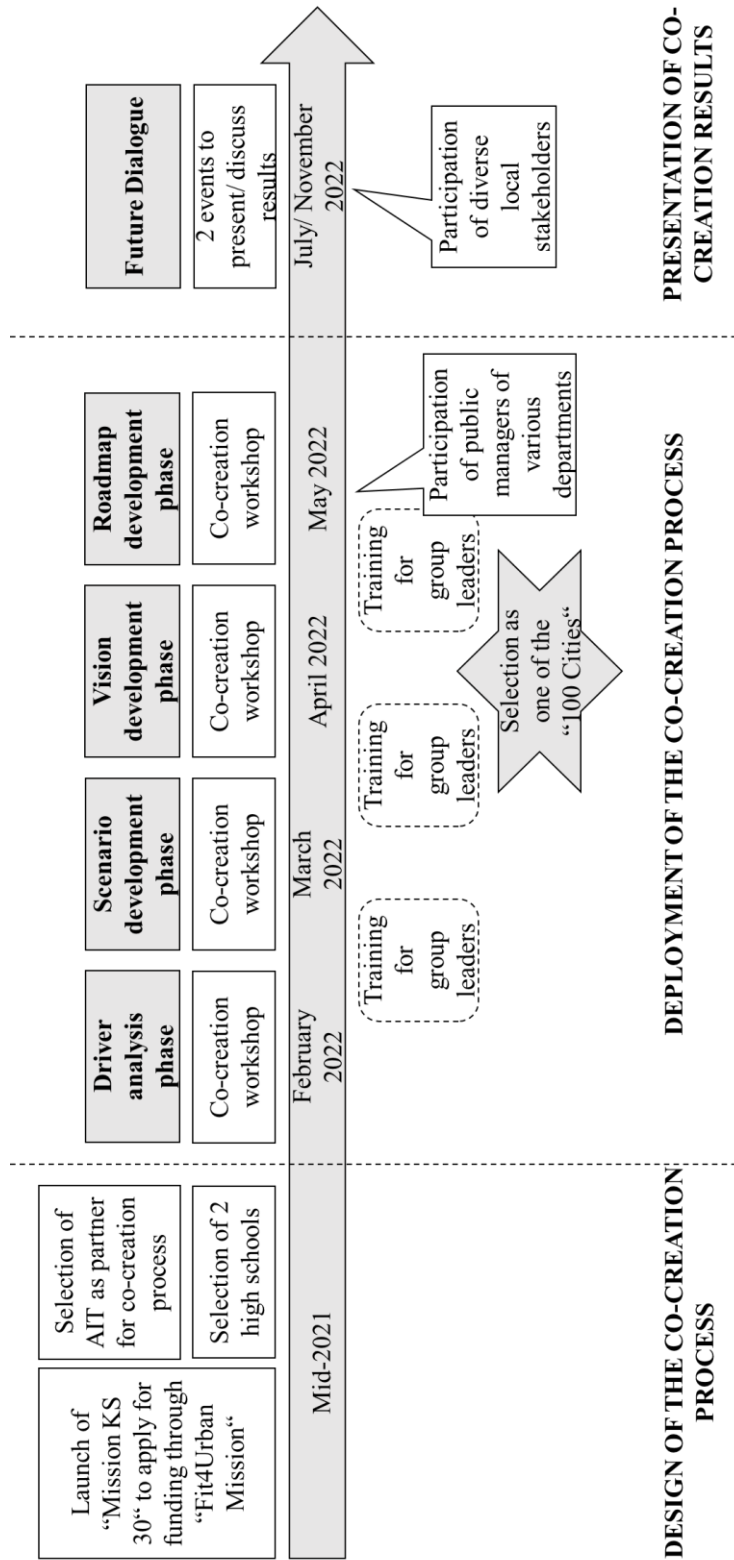 Launch of
“Mission KS
30“ to apply for
funding through
“Fit4Urban
Mission“
Selection of
AIT as partner
for co-creation
process
Selection of 2
high schools
Mid-2021
DESIGN OF THE CO-CREATION
PROCESS
Driver
analysis
phase
Co-creation
workshop
February
2022
Scenario
development
phase
Co-creation
workshop
March
2022
Vision
development
phase
Co-creation
workshop
April 2022
Roadmap
development
phase
Co-creation
workshop
May 2022
Training
for
group
leaders
Training
for
group
leaders
Training
for
group
leaders
Selection as
one of the
“100 Cities“
Participation
of public
managers of
various
departments
DEPLOYMENT OF THE CO-CREATION PROCESS
Future Dialogue
2 events to
present/ discuss
results
July/ November
2022
Participation
of diverse
local
stakeholders
PRESENTATION OF CO-
CREATION RESULTS